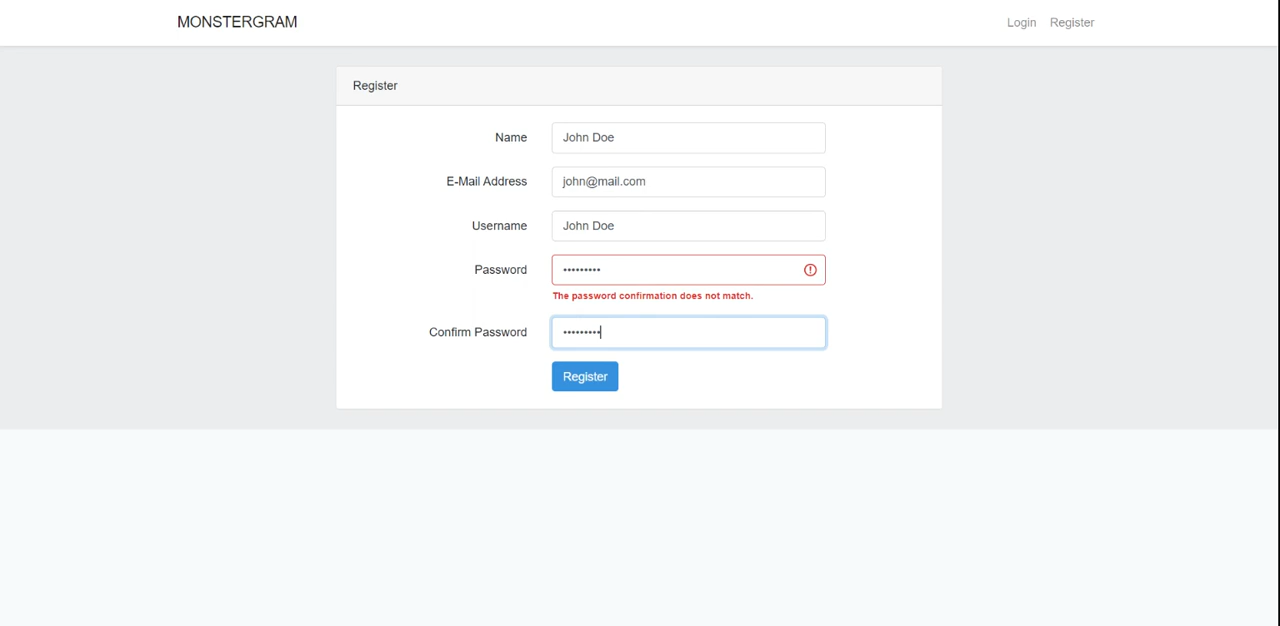 MONSTERGRAM
Login Register
Register
Name John Doe
E-Mail Address john@mail.com
Username John Doe
Password •••••••••
The password confirmation does not match.
Confirm Password •••••••••
Register